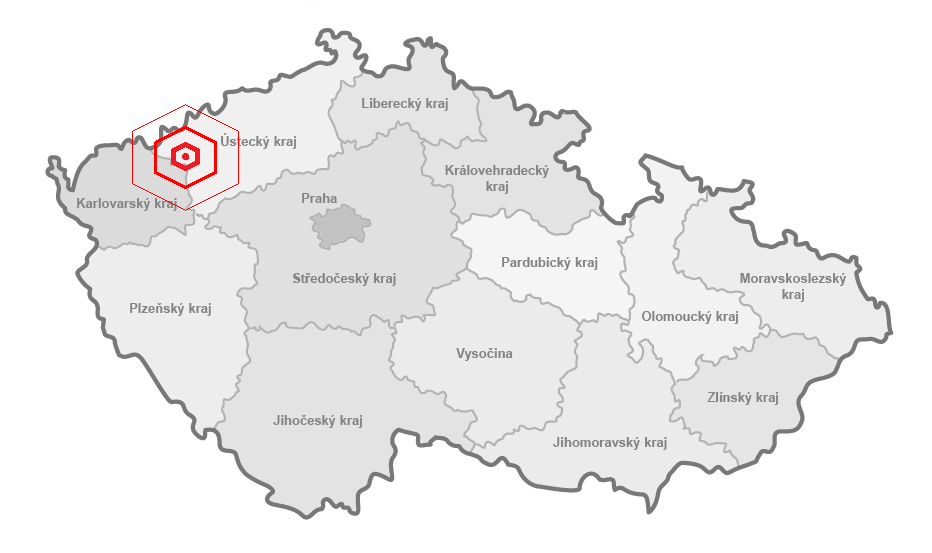 Liberecký kraj
Ústecký kraj
Královehradecký
kraj
Karlovarský kraj
Praha
Pardubický kraj
Středočeský kraj
Moravskoslezský
kraj
Plzeňský kraj
Olomoucký kraj
Vysočina
Zlínský kraj
Jihočeský kraj
Jihomoravský kraj